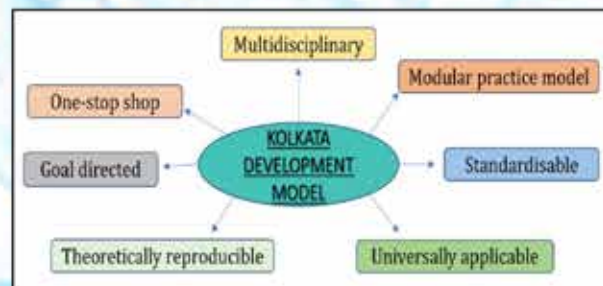 Multidisciplinary
One-stop shop
Modular practice model
KOLKATA
DEVELOPMENT
MODEL
Goal directed
Standardisable
Theoretically reproducible
Universally applicable